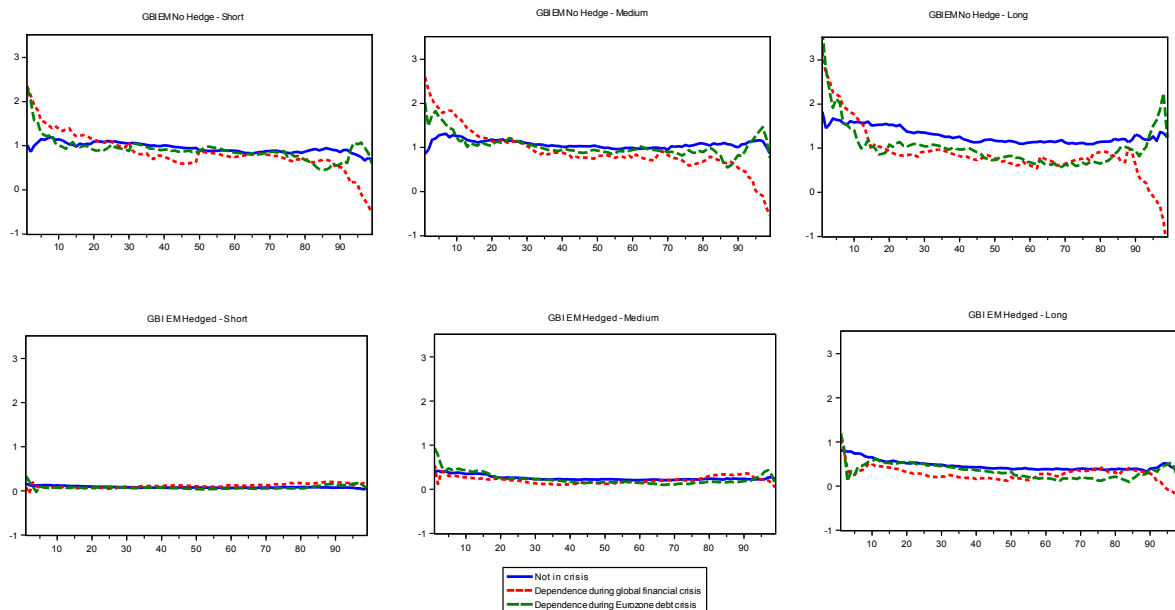 GBI EM No Hedge - Short
GBI EM No Hedge - Medium
GBI EM No Hedge - Long
3
2
1
0
-1
10 20 30 40 50 60 70 80 90
3
2
1
0
-1
10 20 30 40 50 60 70 80 90
3
2
1
0
-1
10 20 30 40 50 60 70 80 90
GBI EM Hedged - Short
GBI EM Hedged - Medium
GBI EM Hedged - Long
3
2
1
0
-1
10 20 30 40 50 60 70 80 90
3
2
1
0
-1
10 20 30 40 50 60 70 80 90
3
2
1
0
-1
10 20 30 40 50 60 70 80 90
Not in crisis
Dependence during global financial crisis
Dependence during Eurozone debt crisis